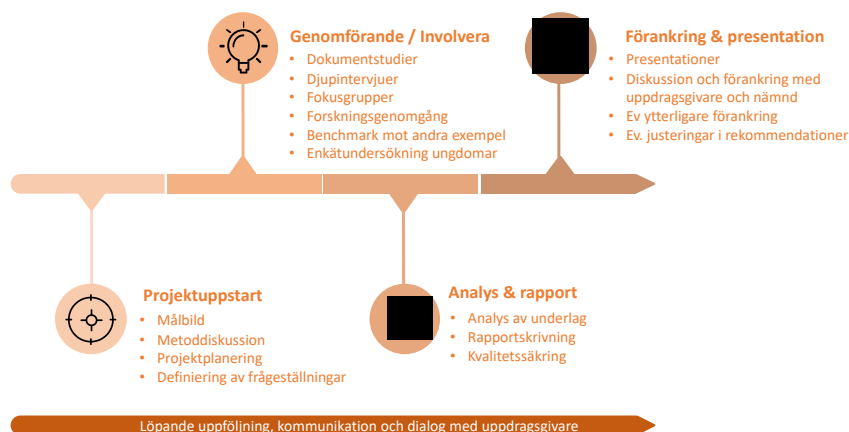 Genomförande / Involvera
• Dokumentstudier
• Djupintervjuer
• Fokusgrupper
• Forskningsgenomgång
• Benchmark mot andra exempel
• Enkätundersökning ungdomar
Förankring & presentation
• Presentationer
• Diskussion och förankring med
uppdragsgivare och nämnd
• Ev ytterligare förankring
• Ev. justeringar i rekommendationer
Projektuppstart
• Målbild
• Metoddiskussion
• Projektplanering
• Definiering av frågeställningar
Analys & rapport
• Analys av underlag
• Rapportskrivning
• Kvalitetssäkring
Löpande uppföljning, kommunikation och dialog med uppdragsgivare